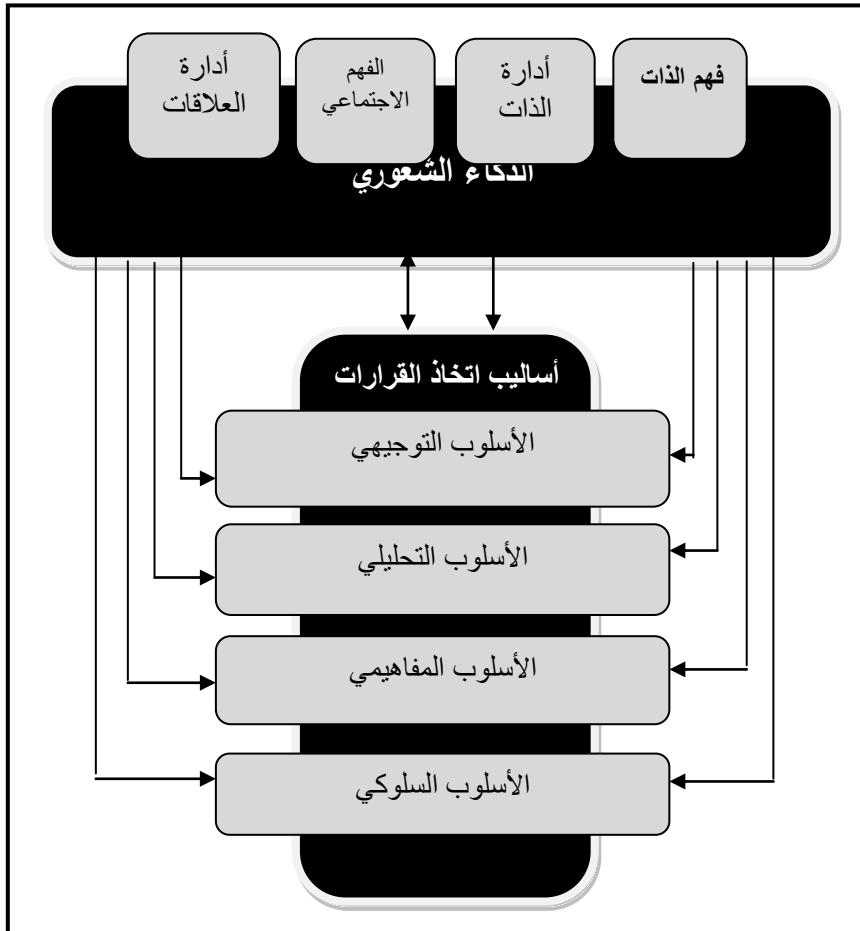 فهم الذات
أدارة
الذات
الفهم
الاجتماعي
أدارة
العلاقات
الذكاء الشعوري
أساليب اتخاذ القرارات
الأسلوب التوجيهي
الأسلوب التحليلي
الأسلوب المفاهيمي
الأسلوب السلوكي